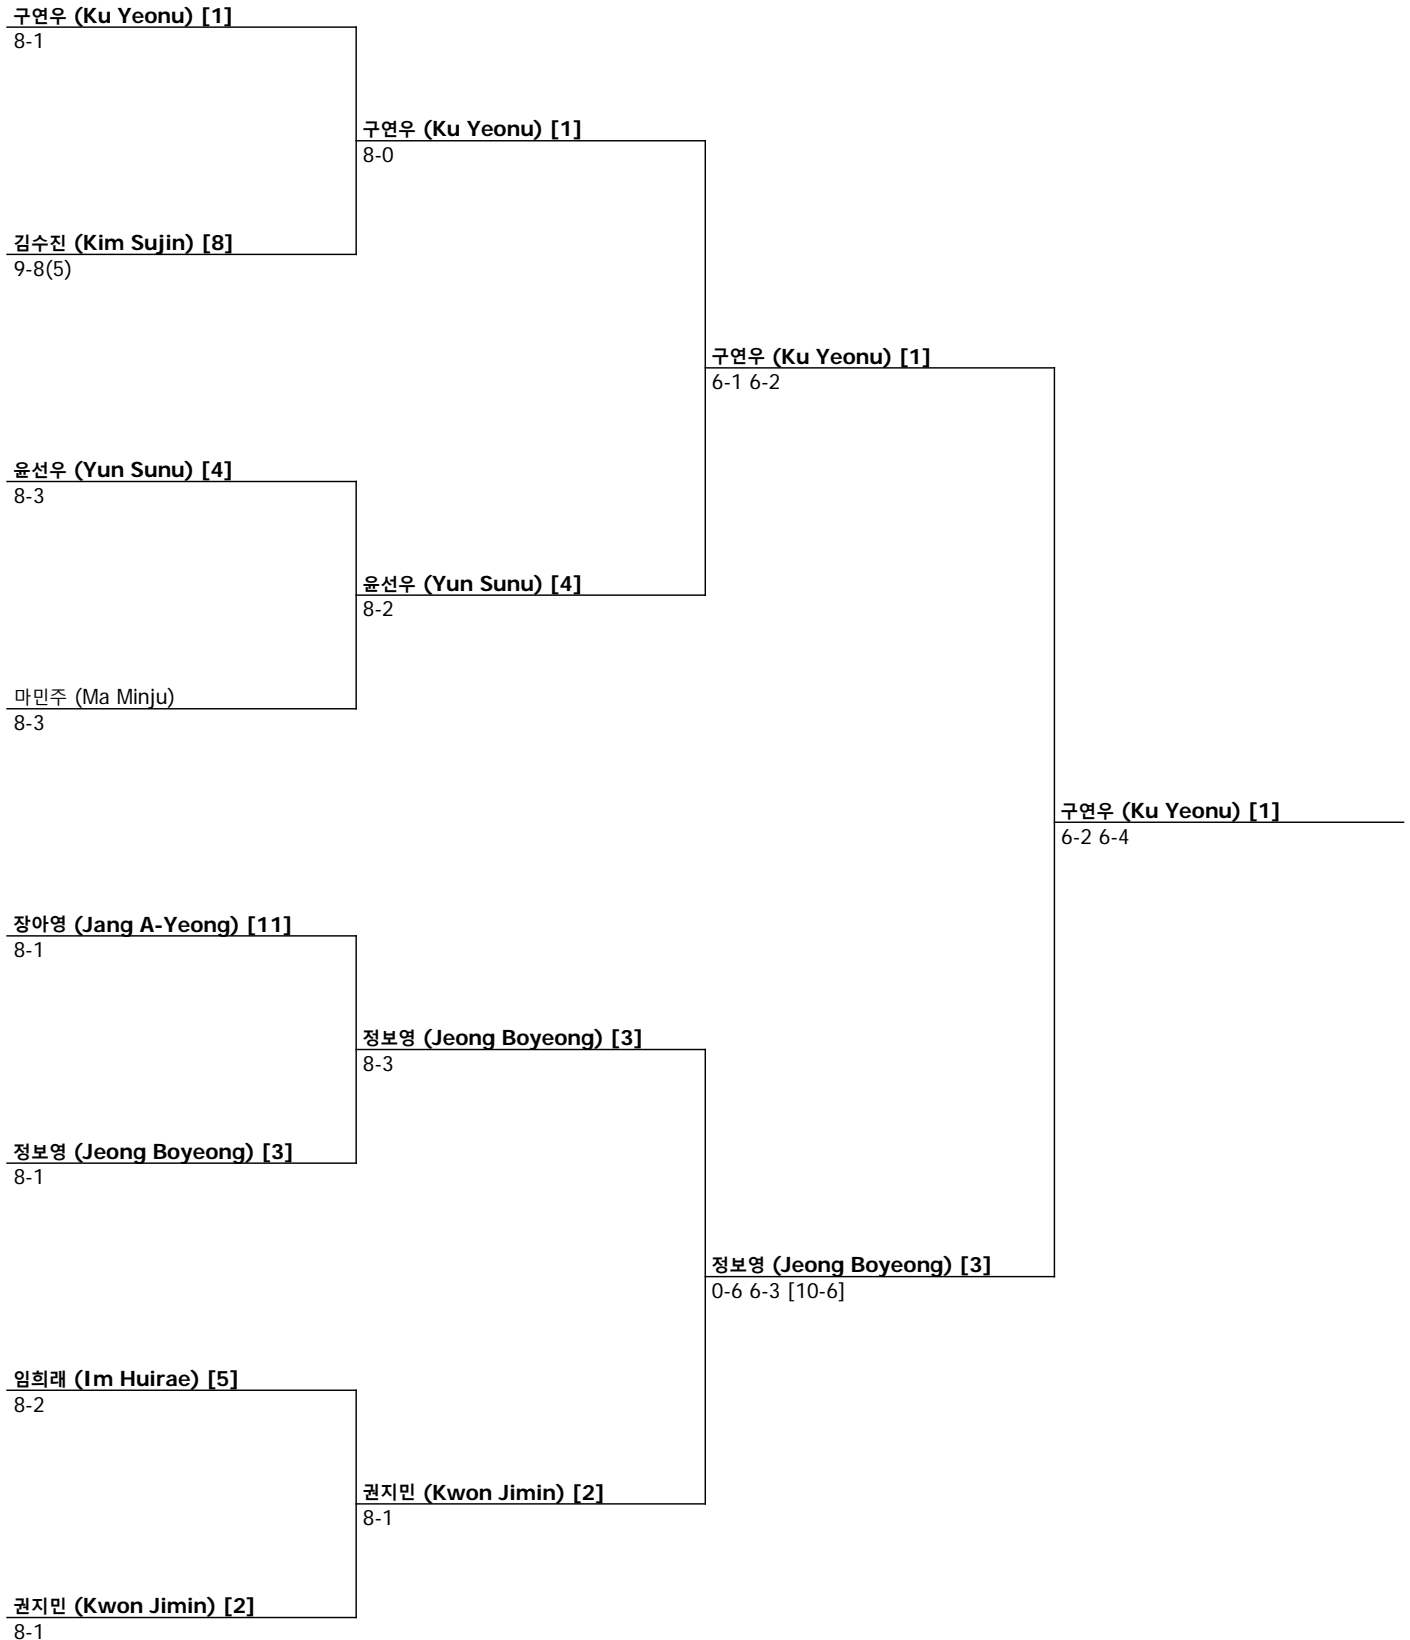 구연우 (Ku Yeonu) [1]
8-1
구연우 (Ku Yeonu) [1]
8-0
김수진 (Kim Sujin) [8]
9-8(5)
구연우 (Ku Yeonu) [1]
6-1 6-2
윤선우 (Yun Sunu) [4]
8-3
윤선우 (Yun Sunu) [4]
8-2
마민주 (Ma Minju)
8-3
구연우 (Ku Yeonu) [1]
6-2 6-4
장아영 (Jang A-Yeong) [11]
8-1
정보영 (Jeong Boyeong) [3]
8-3
정보영 (Jeong Boyeong) [3]
8-1
정보영 (Jeong Boyeong) [3]
0-6 6-3 [10-6]
임희래 (Im Huirae) [5]
8-2
권지민 (Kwon Jimin) [2]
8-1
권지민 (Kwon Jimin) [2]
8-1